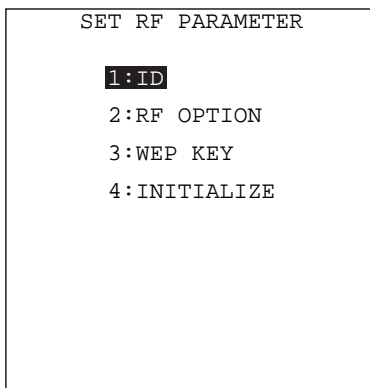 SET RF PARAMETER
1:ID
2:RF OPTION
3:WEP KEY
4:INITIALIZE